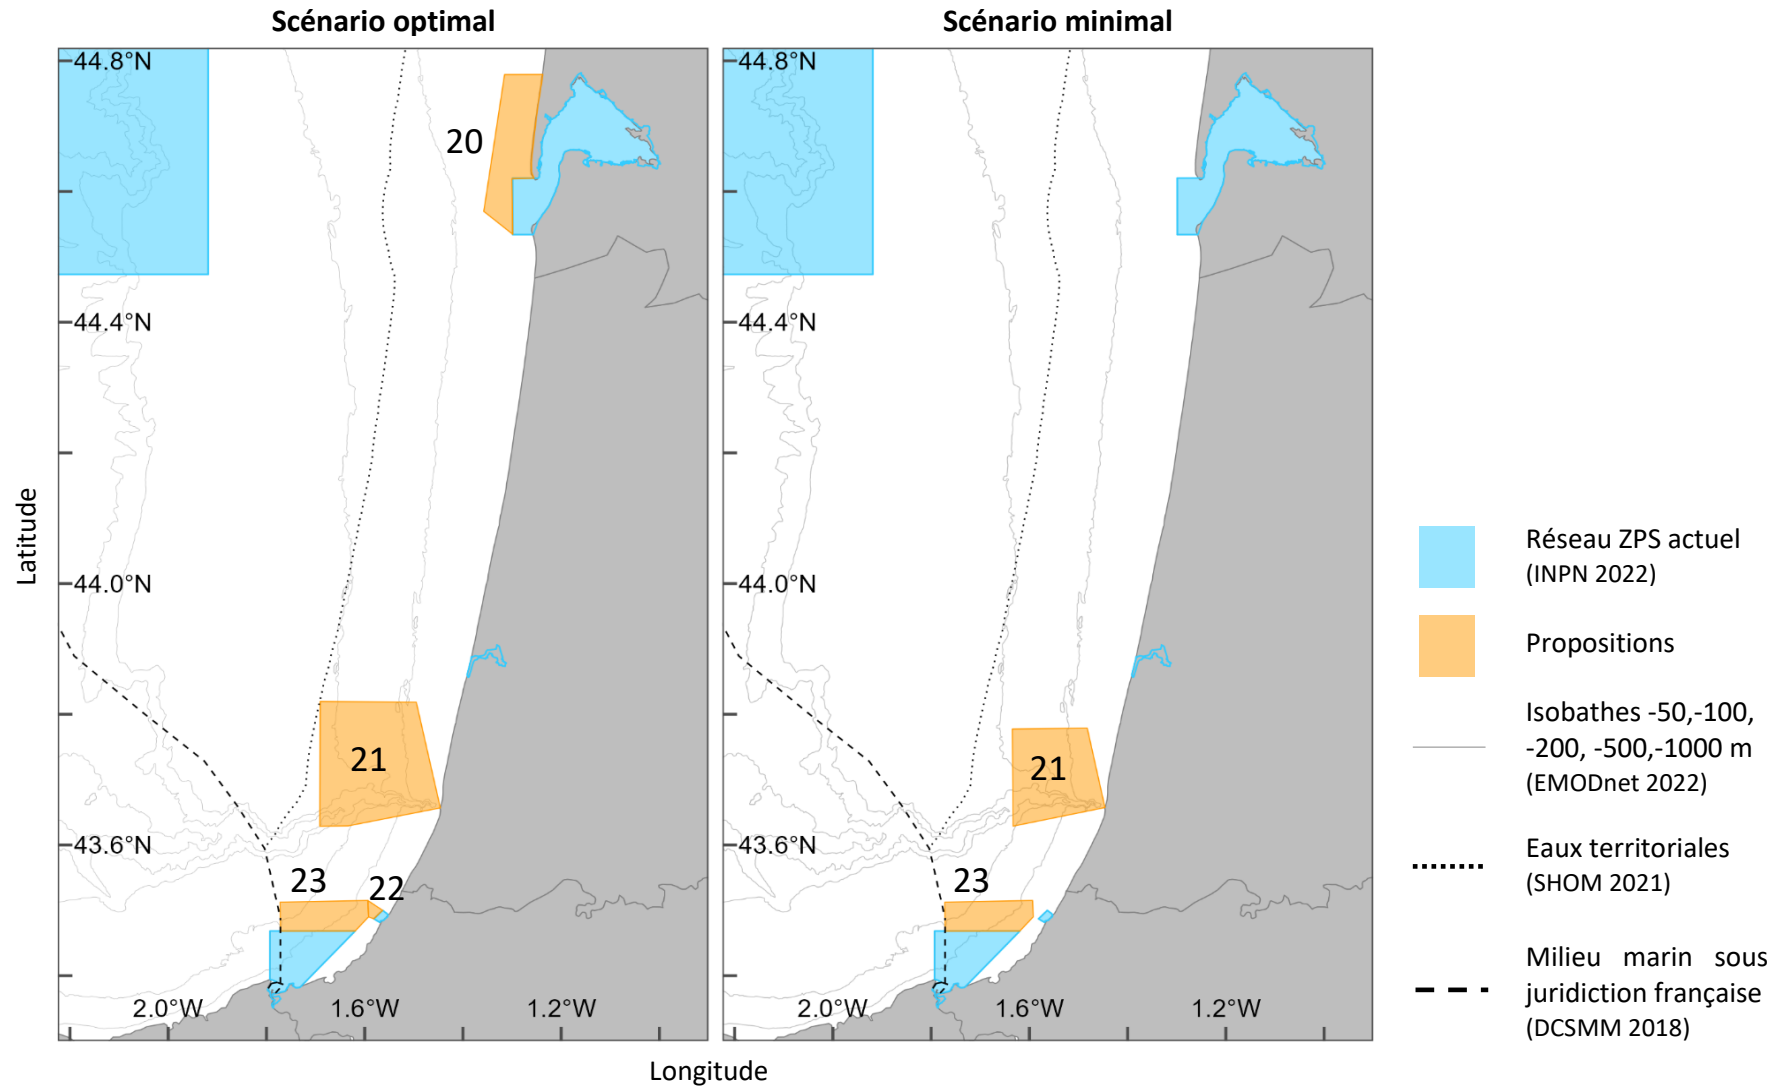 Scénario optimal
Scénario minimal
44.8°N
44.4°N
44.0°N
43.6°N
2.0°W
1.6°W
1.2°W
20
21
22
23
44.8°N
44.4°N
44.0°N
43.6°N
2.0°W
1.6°W
1.2°W
21
23
Latitude
Longitude
Réseau ZPS actuel
(INPN 2022)
Propositions
Isobathes -50,-100,
-200, -500,-1000 m
(EMODnet 2022)
Eaux territoriales
(SHOM 2021)
Milieu marin sous
juridiction française
(DCSMM 2018)